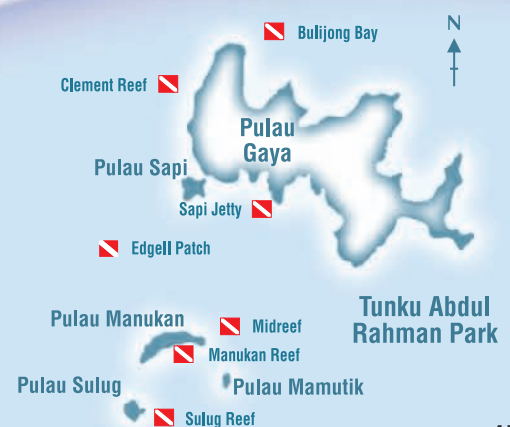 Bulijong Bay
N
Clement Reef
Pulau
Gaya
Pulau Sapi
Sapi Jetty
Edgell Patch
Tunku Abdul
Rahman Park
Pulau Manukan
Midreef
Manukan Reef
Pulau Sulug
Pulau Mamutik
Sulug Reef